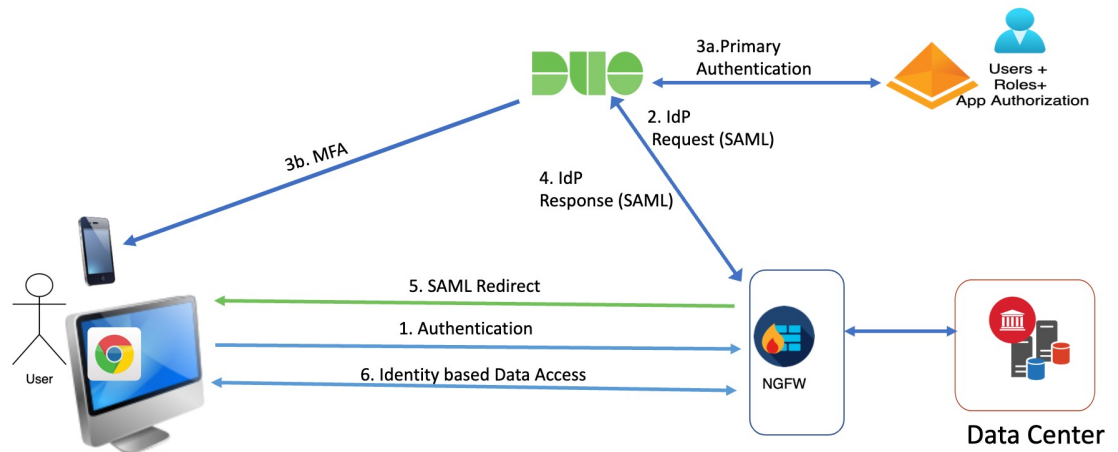 DUO
3a.Primary
Authentication
Users +
Roles+
App Authorization
2. IdP
Request (SAML)
3b. MFA
4. IdP
Response (SAML)
5. SAML Redirect
1. Authentication
6. Identity based Data Access
User
NGFW
Data Center